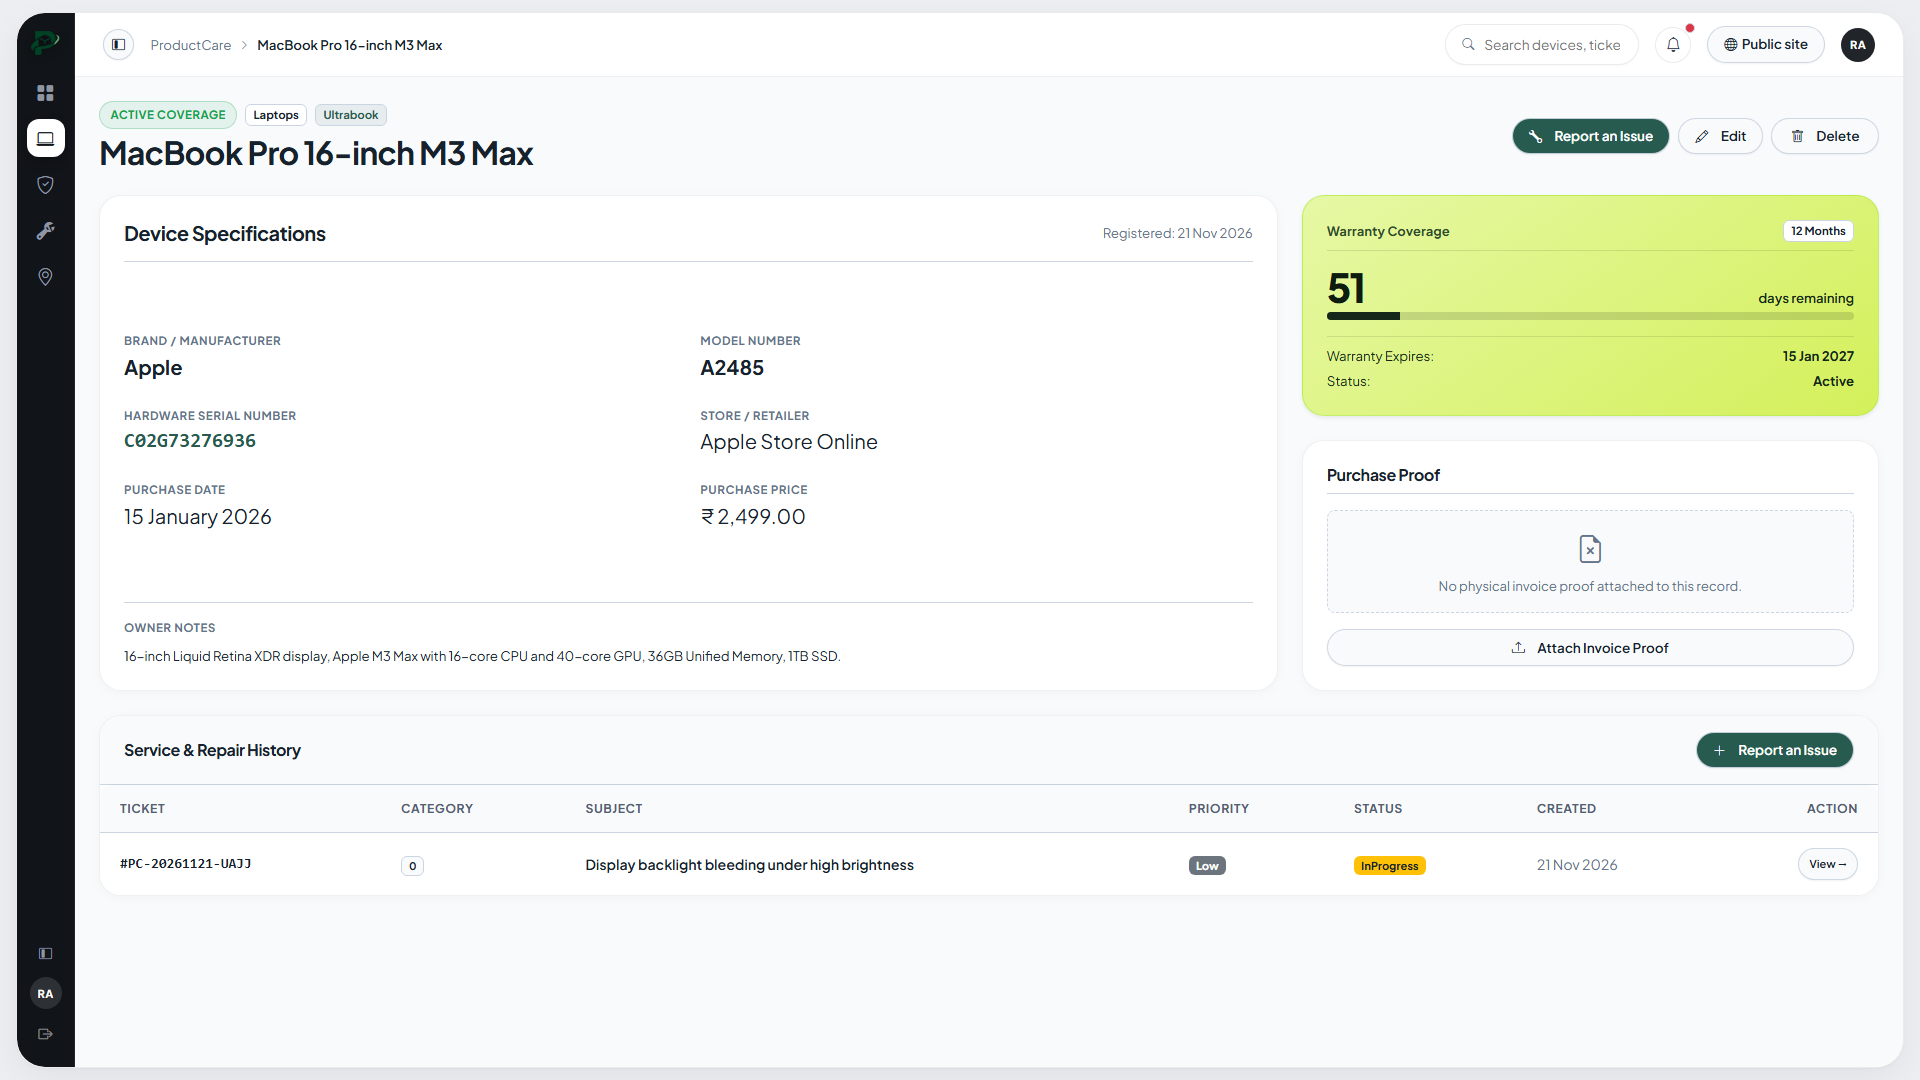 ProductCare > MacBook Pro 16-inch M3 Max
Search devices, ticke
Public site
RA
ACTIVE COVERAGE
Laptops
Ultrabook
MacBook Pro 16-inch M3 Max
Report an Issue
Edit
Delete
Device Specifications
Registered: 21 Nov 2026
BRAND / MANUFACTURER
Apple
MODEL NUMBER
A2485
HARDWARE SERIAL NUMBER
C02G73276936
STORE / RETAILER
Apple Store Online
PURCHASE DATE
15 January 2026
PURCHASE PRICE
₹ 2,499.00
OWNER NOTES
16-inch Liquid Retina XDR display, Apple M3 Max with 16-core CPU and 40-core GPU, 36GB Unified Memory, 1TB SSD.
Warranty Coverage
12 Months
51
days remaining
Warranty Expires:
15 Jan 2027
Status:
Active
Purchase Proof
No physical invoice proof attached to this record.
Attach Invoice Proof
Service & Repair History
+ Report an Issue
TICKET
CATEGORY
SUBJECT
PRIORITY
STATUS
CREATED
ACTION
#PC-20261121-UAJJ
0
Display backlight bleeding under high brightness
Low
InProgress
21 Nov 2026
View →
RA